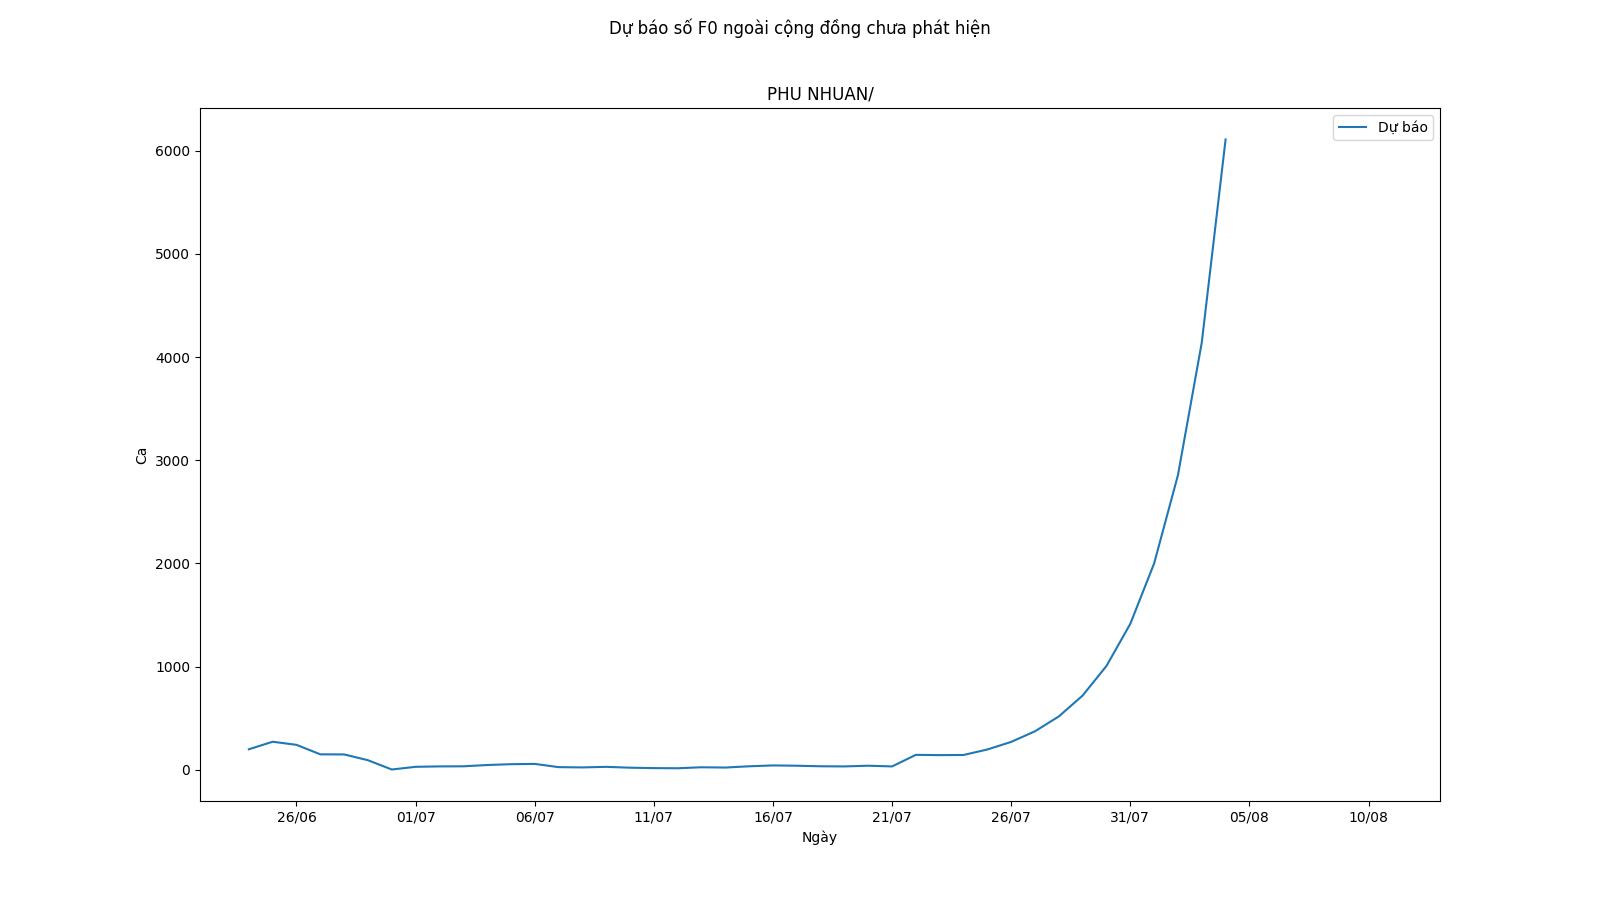 Dự báo số F0 ngoài cộng đồng chưa phát hiện
PHU NHUAN/
Dự báo
6000
5000
4000
3000
2000
1000
0
Ca
26/06 01/07 06/07 11/07 16/07 21/07 26/07 31/07 05/08 10/08
Ngày